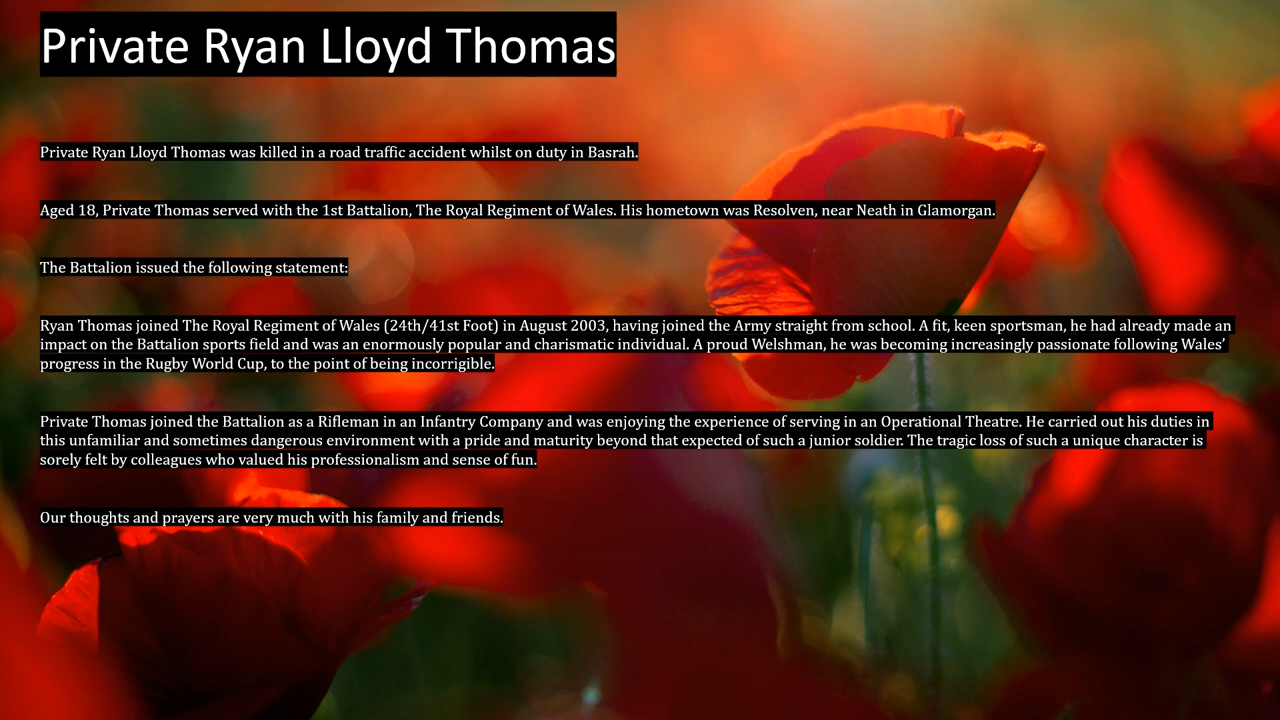 Private Ryan Lloyd Thomas
Private Ryan Lloyd Thomas was killed in a road traffic accident whilst on duty in Basrah.
Aged 18, Private Thomas served with the 1st Battalion, The Royal Regiment of Wales. His hometown was Resolven, near Neath in Glamorgan.
The Battalion issued the following statement:
Ryan Thomas joined The Royal Regiment of Wales (24th/41st Foot) in August 2003, having joined the Army straight from school. A fit, keen sportsman, he had already made an
impact on the Battalion sports field and was an enormously popular and charismatic individual. A proud Welshman, he was becoming increasingly passionate following Wales’
progress in the Rugby World Cup, to the point of being incorrigible.
Private Thomas joined the Battalion as a Rifleman in an Infantry Company and was enjoying the experience of serving in an Operational Theatre. He carried out his duties in
this unfamiliar and sometimes dangerous environment with a pride and maturity beyond that expected of such a junior soldier. The tragic loss of such a unique character is
sorely felt by colleagues who valued his professionalism and sense of fun.
Our thoughts and prayers are very much with his family and friends.